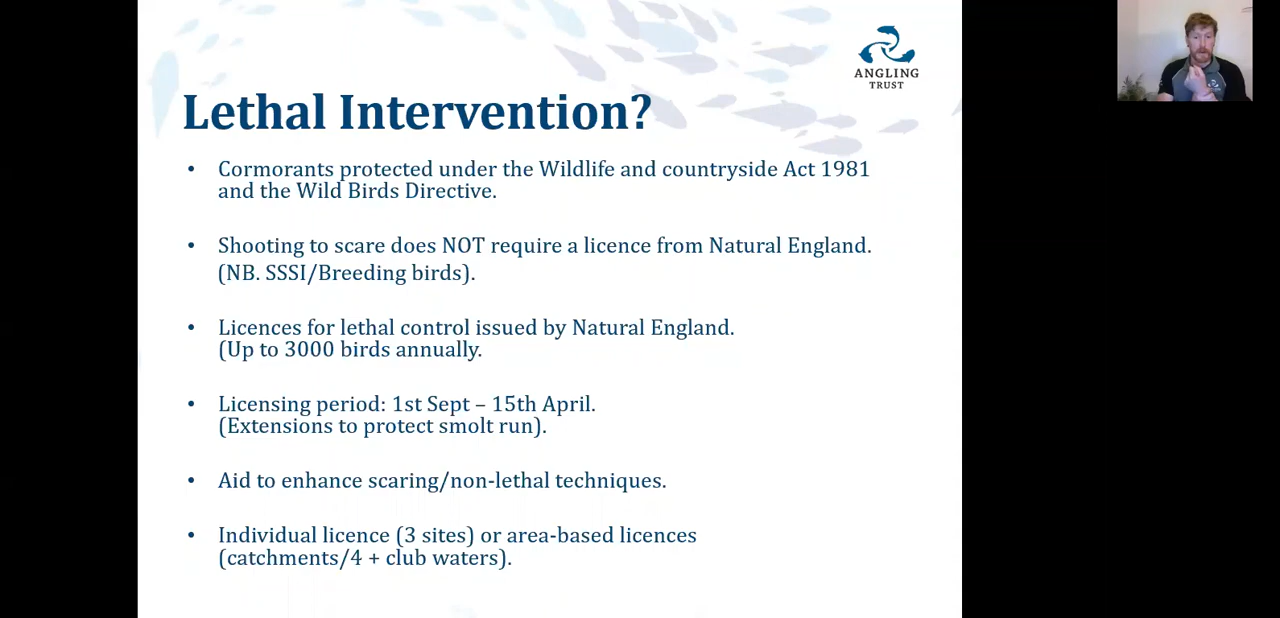 ANGLING
TRUST
Lethal Intervention?
• Cormorants protected under the Wildlife and countryside Act 1981
and the Wild Birds Directive.
• Shooting to scare does NOT require a licence from Natural England.
(NB. SSSI/Breeding birds).
• Licences for lethal control issued by Natural England.
(Up to 3000 birds annually.
• Licensing period: 1st Sept – 15th April.
(Extensions to protect smolt run).
• Aid to enhance scaring/non-lethal techniques.
• Individual licence (3 sites) or area-based licences
(catchments/4 + club waters).